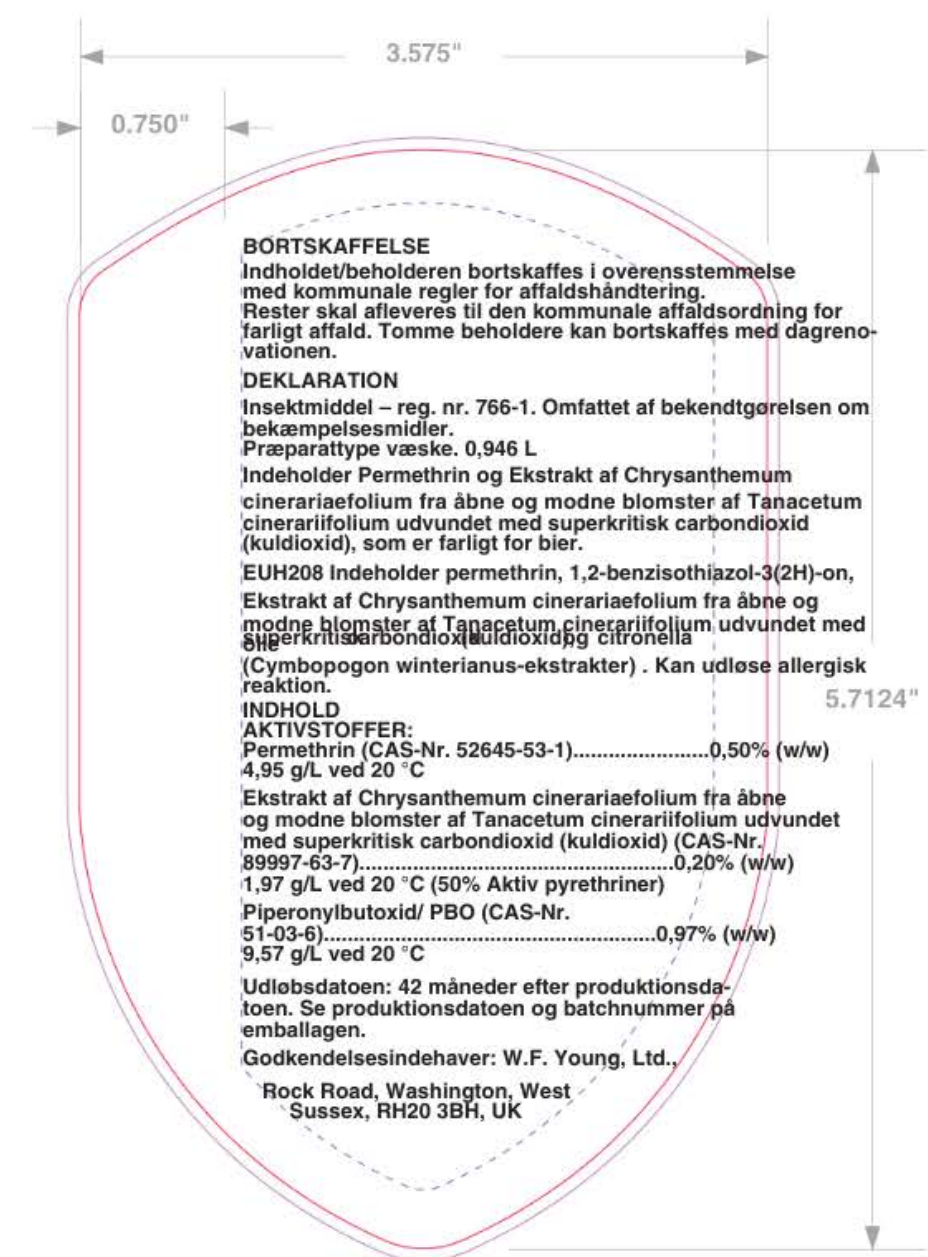 3.575"
0.750"
BORTSKAFFELSE
Indholdet/beholderen bortskaffes i overensstemmelse
med kommunale regler for affaldshåndtering.
Rester skal afleveres til den kommunale affaldsordning for
farligt affald. Tomme beholdere kan bortskaffes med dagreno-
vationen.
DEKLARATION
Insektmiddel – reg. nr. 766-1. Omfattet af bekendtgørelsen om
bekæmpelsesmidler.
Præparattype væske. 0,946 L
Indeholder Permethrin og Ekstrakt af Chrysanthemum
cinerariaefolium fra åbne og modne blomster af Tanacetum
cinerariifolium udvundet med superkritisk carbondioxid
(kuldioxid), som er farligt for bier.
EUH208 Indeholder permethrin, 1,2-benzisothiazol-3(2H)-on,
Ekstrakt af Chrysanthemum cinerariaefolium fra åbne og
modne blomster af Tanacetum cinerariifolium udvundet med
superkritisk carbondioxid (kuldioxid) og citronella
olie
(Cymbopogon winterianus-ekstrakter) . Kan udløse allergisk
reaktion.
5.7124"
INDHOLD
AKTIVSTOFFER:
Permethrin (CAS-Nr. 52645-53-1).......................0,50% (w/w)
4,95 g/L ved 20 °C
Ekstrakt af Chrysanthemum cinerariaefolium fra åbne
og modne blomster af Tanacetum cinerariifolium udvundet
med superkritisk carbondioxid (kuldioxid) (CAS-Nr.
89997-63-7).....................................................0,20% (w/w)
1,97 g/L ved 20 °C (50% Aktiv pyrethriner)
Piperonylbutoxid/ PBO (CAS-Nr.
51-03-6)........................................................0,97% (w/w)
9,57 g/L ved 20 °C
Udløbsdatoen: 42 måneder efter produktionsda-
toen. Se produktionsdatoen og batchnummer på
emballagen.
Godkendelsesindehaver: W.F. Young, Ltd.,
Rock Road, Washington, West
Sussex, RH20 3BH, UK